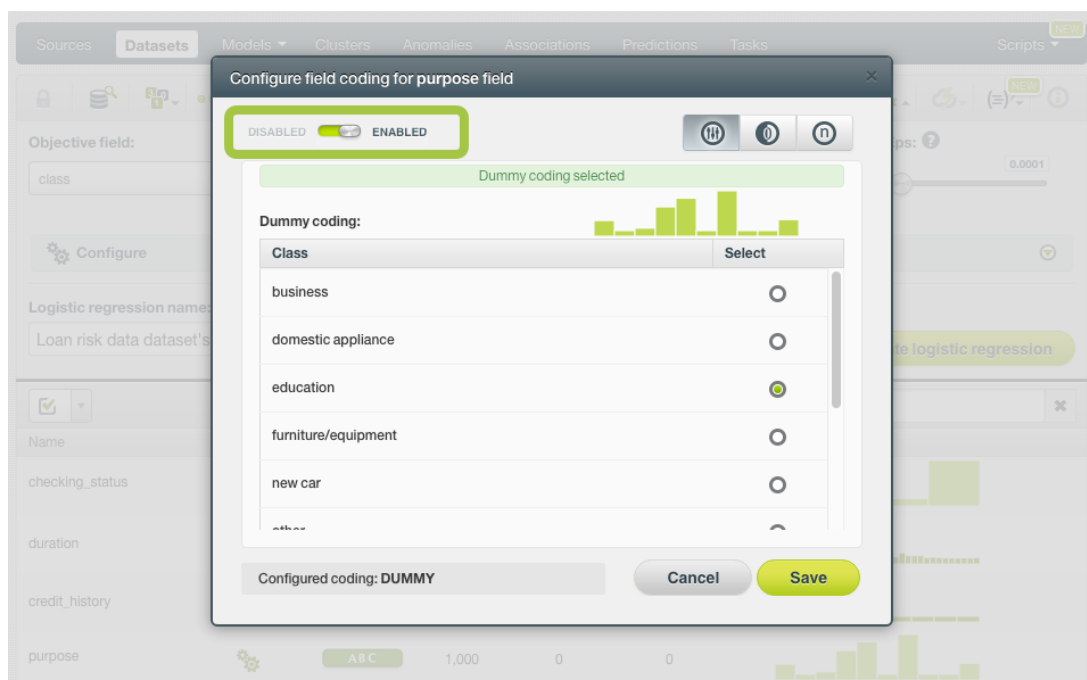 Sources Datasets Models Clusters Anomalies Associations Predictions Tasks Scripts NEW
Configure field coding for purpose field ×
DISABLED ENABLED n
NEW
Objective field:
ps: ?
class
0.0001
Dummy coding selected
Dummy coding:
Class Select
business
Configure
domestic appliance
Logistic regression name:
Loan risk data dataset's
te logistic regression
education
furniture/equipment
Name
new car
checking_status
other
duration
Configured coding: DUMMY Cancel Save
credit_history
purpose ABC 1,000 0 0